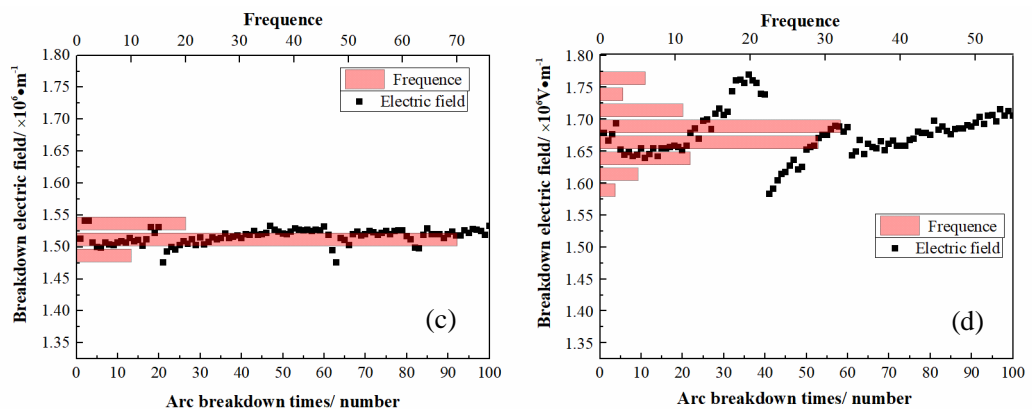 Frequence
0 10 20 30 40 50 60 70
1.80
1.75
1.70
1.65
1.60
1.55
1.50
1.45
1.40
1.35
Breakdown electric field/ ×10⁶•m⁻¹
Frequence
Electric field
(c)
0 10 20 30 40 50 60 70 80 90 100
Arc breakdown times/ number
Frequence
0 10 20 30 40 50
1.80
1.75
1.70
1.65
1.60
1.55
1.50
1.45
1.40
1.35
Breakdown electric field/ ×10⁶V•m⁻¹
Frequence
Electric field
(d)
0 10 20 30 40 50 60 70 80 90 100
Arc breakdown times/ number